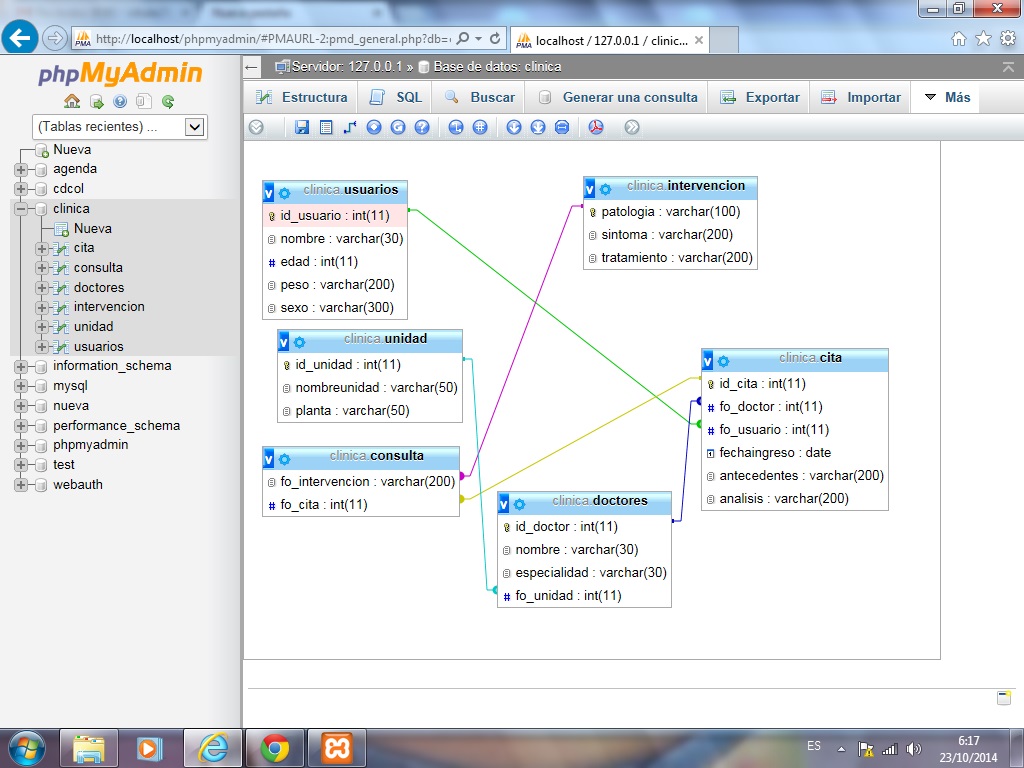 http://localhost/phpmyadmin/#PMAURL-2:pmd_general.php?db=
localhost / 127.0.0.1 / clinic...
phpMyAdmin
(Tablas recientes) ...
Nueva
agenda
cdcol
clinica
Nueva
cita
consulta
doctores
intervencion
unidad
usuarios
information_schema
mysql
nueva
performance_schema
phpmyadmin
test
webauth
Servidor: 127.0.0.1 » Base de datos: clinica
Estructura
SQL
Buscar
Generar una consulta
Exportar
Importar
Más
clinica.usuarios
id_usuario : int(11)
nombre : varchar(30)
edad : int(11)
peso : varchar(200)
sexo : varchar(300)
clinica.intervencion
patologia : varchar(100)
sintoma : varchar(200)
tratamiento : varchar(200)
clinica.unidad
id_unidad : int(11)
nombreunidad : varchar(50)
planta : varchar(50)
clinica.cita
id_cita : int(11)
fo_doctor : int(11)
fo_usuario : int(11)
fechaingreso : date
antecedentes : varchar(200)
analisis : varchar(200)
clinica.consulta
fo_intervencion : varchar(200)
fo_cita : int(11)
clinica.doctores
id_doctor : int(11)
nombre : varchar(30)
especialidad : varchar(30)
fo_unidad : int(11)
ES
6:17
23/10/2014